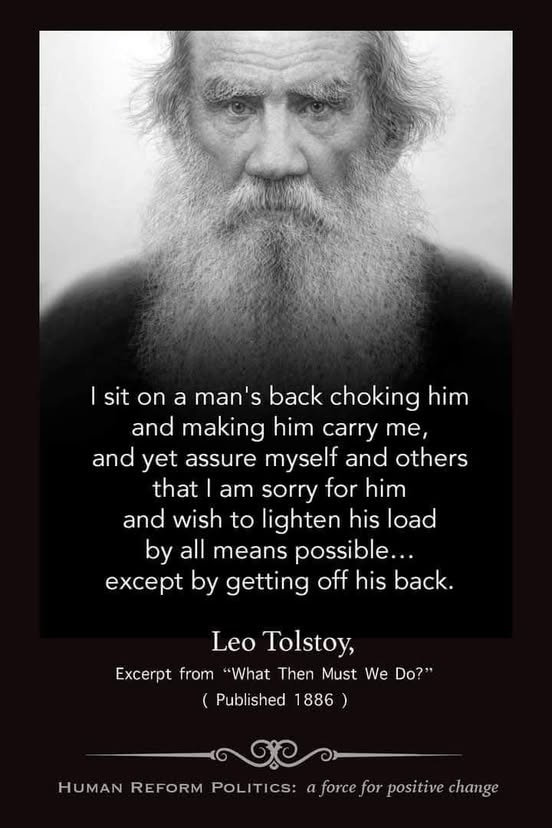 I sit on a man's back choking him
and making him carry me,
and yet assure myself and others
that I am sorry for him
and wish to lighten his load
by all means possible...
except by getting off his back.
Leo Tolstoy,
Excerpt from “What Then Must We Do?”
( Published 1886 )
HUMAN REFORM POLITICS: a force for positive change